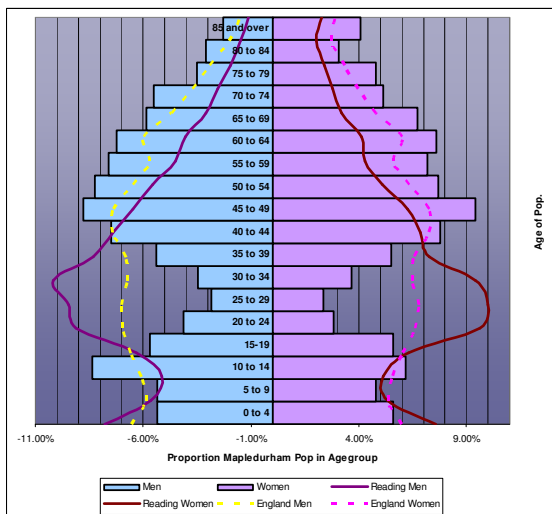 85 and over
80 to 84
75 to 79
70 to 74
65 to 69
60 to 64
55 to 59
50 to 54
45 to 49
40 to 44
35 to 39
30 to 34
25 to 29
20 to 24
15-19
10 to 14
5 to 9
0 to 4
Age of Pop.
-11.00% -6.00% -1.00% 4.00% 9.00%
Proportion Mapledurham Pop in Agegroup
Men Women Reading Men
Reading Women England Men England Women